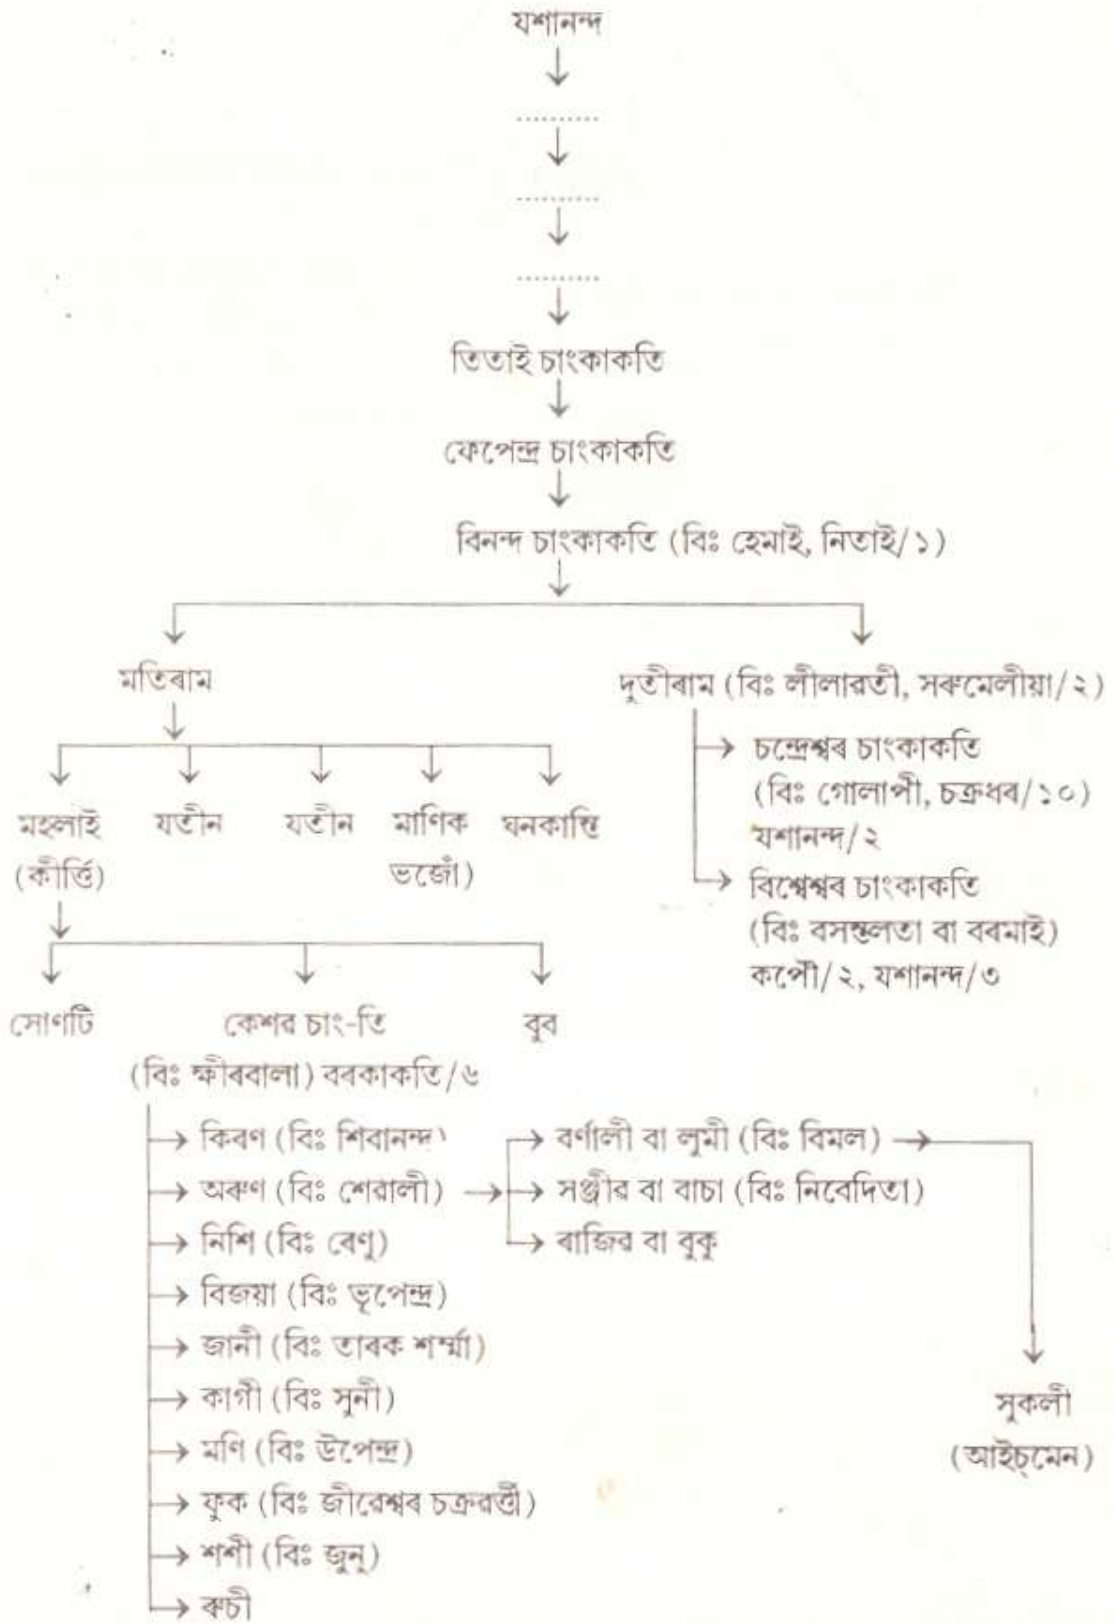 যশানন্দ
..........
..........
..........
তিতাই চাংকাকতি
ফেপেন্দ্ৰ চাংকাকতি
বিনন্দ চাংকাকতি (বিঃ হেমাই, নিতাই/১)
মতিৰাম
দুতীৰাম (বিঃ লীলাৱতী, সৰুমেলীয়া/২)
চন্দ্ৰেশ্বৰ চাংকাকতি
(বিঃ গোলাপী, চক্ৰধৰ/১০)
যশানন্দ/২
বিশ্বেশ্বৰ চাংকাকতি
(বিঃ বসন্তলতা বা বৰমাই)
কপৌ/২, যশানন্দ/৩
মহলাই
(কীৰ্ত্তি)
যতীন
যতীন
মাণিক
ভজোঁ)
ঘনকান্তি
সোণটি
কেশৱ চাং-তি
(বিঃ ক্ষীৰবালা) বৰকাকতি/৬
বুব
কিৰণ (বিঃ শিৱানন্দ)
অৰুণ (বিঃ শেৱালী)
নিশি (বিঃ ৰেণু)
বিজয়া (বিঃ ভূপেন্দ্ৰ)
জানী (বিঃ তাৰক শৰ্ম্মা)
কাগী (বিঃ সুনী)
মণি (বিঃ উপেন্দ্ৰ)
ফুক (বিঃ জীৱেশ্বৰ চক্ৰৱৰ্ত্তী)
শশী (বিঃ জুনু)
ৰুচী
বৰ্ণালী বা লুমী (বিঃ বিমল)
সঞ্জীৱ বা বাচা (বিঃ নিবেদিতা)
ৰাজিৱ বা বুকু
সুকলী
(আইচ্‌মেন)